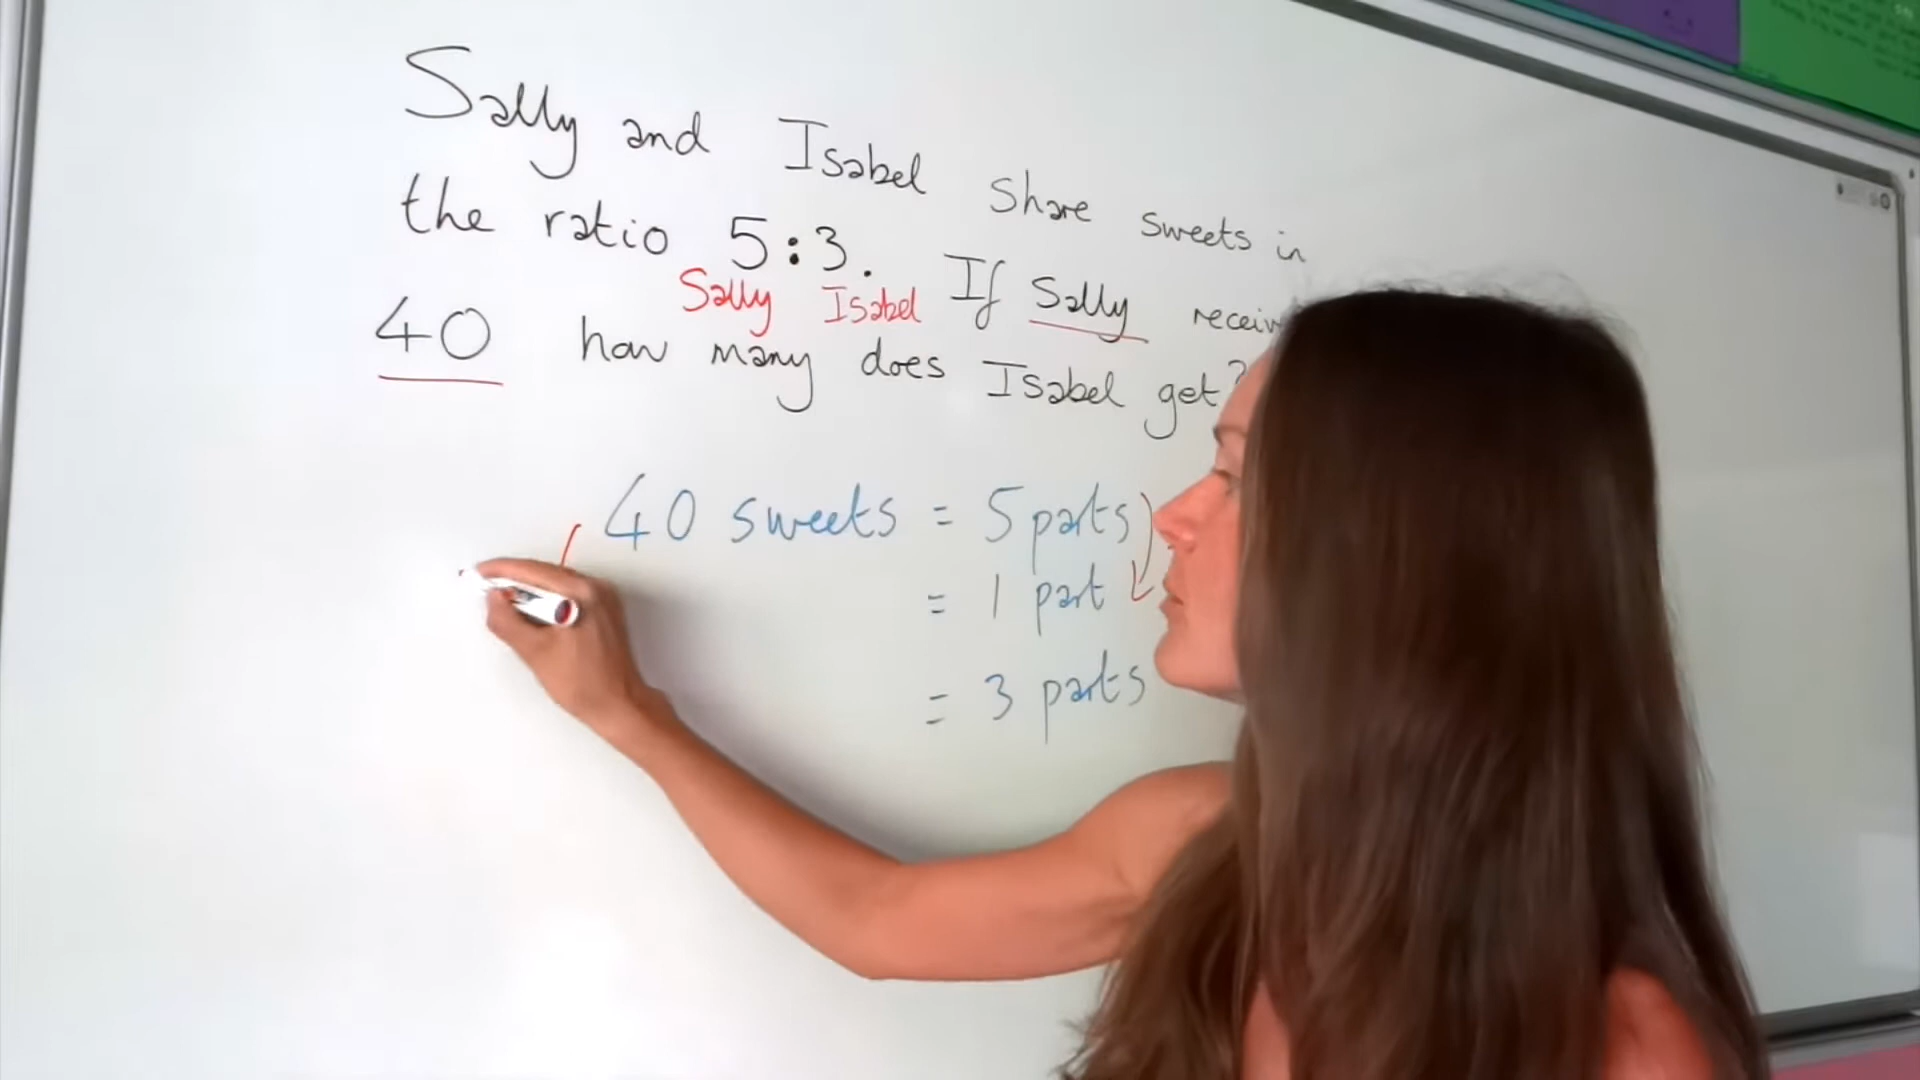 Sally and Isabel share sweets in
the ratio 5:3. If Sally
Sally Isabel
40 how many does Isabel get?
40 sweets = 5 parts
= 1 part
= 3 parts